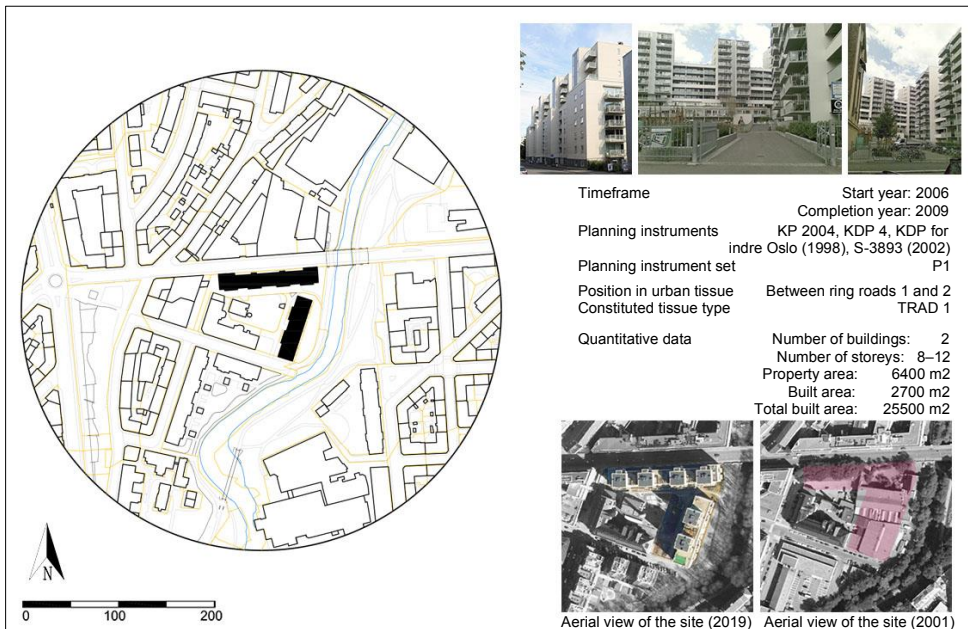 Timeframe Start year: 2006
Completion year: 2009
Planning instruments KP 2004, KDP 4, KDP for
indre Oslo (1998), S-3893 (2002)
Planning instrument set P1
Position in urban tissue Between ring roads 1 and 2
Constituted tissue type TRAD 1
Quantitative data Number of buildings: 2
Number of storeys: 8–12
Property area: 6400 m2
Built area: 2700 m2
Total built area: 25500 m2
N
0 100 200
Aerial view of the site (2019) Aerial view of the site (2001)